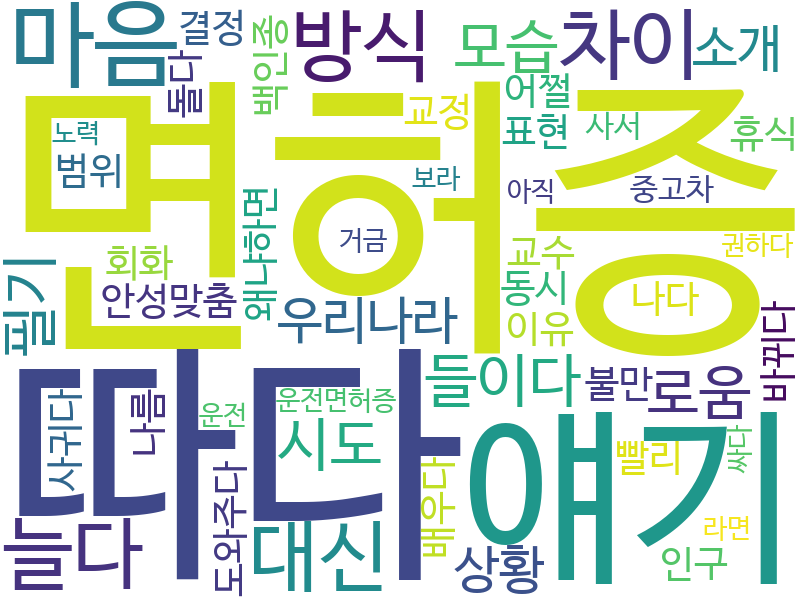 마음
결정
돌다
백인종
방식
모습
차이
소개
면허증
노력
범위
교정
어쩔
표현
사서
휴식
보라
아직
중고차
왜냐하면
거금
권하다
회화
교수
필기
안성맞춤
우리나라
동시
이유
나다
바뀌다
따다
얘기
들이다
불만
로움
사귀다
나름
운전
운전면허증
시도
빨리
싸다
배우다
도와주다
늘다
대신
상황
인구
라면